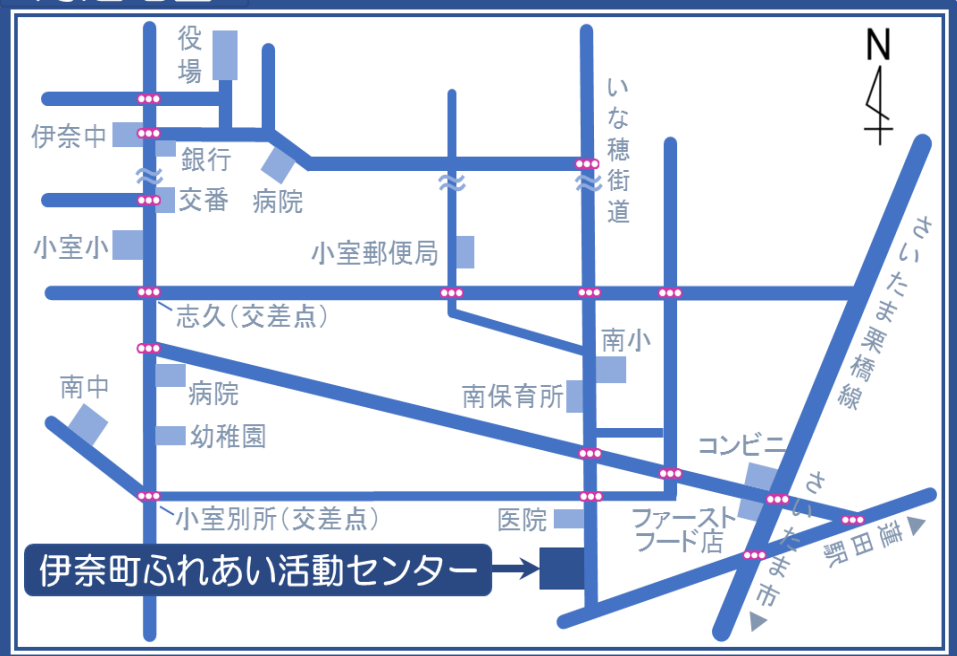 役場
N
いな穂街道
伊奈中
銀行
交番
病院
小室小
小室郵便局
さいたま栗橋線
志久（交差点）
南小
南中
病院
南保育所
幼稚園
コンビニ
小室別所（交差点）
医院
ファースト
フード店
さいたま市
蓮田駅
伊奈町ふれあい活動センター